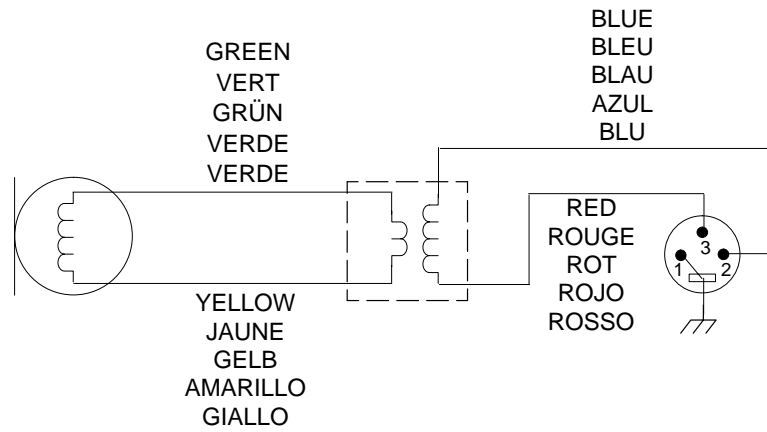 GREEN
VERT
GRÜN
VERDE
VERDE
BLUE
BLEU
BLAU
AZUL
BLU
RED
ROUGE
ROT
ROJO
ROSSO
3
1 2
YELLOW
JAUNE
GELB
AMARILLO
GIALLO